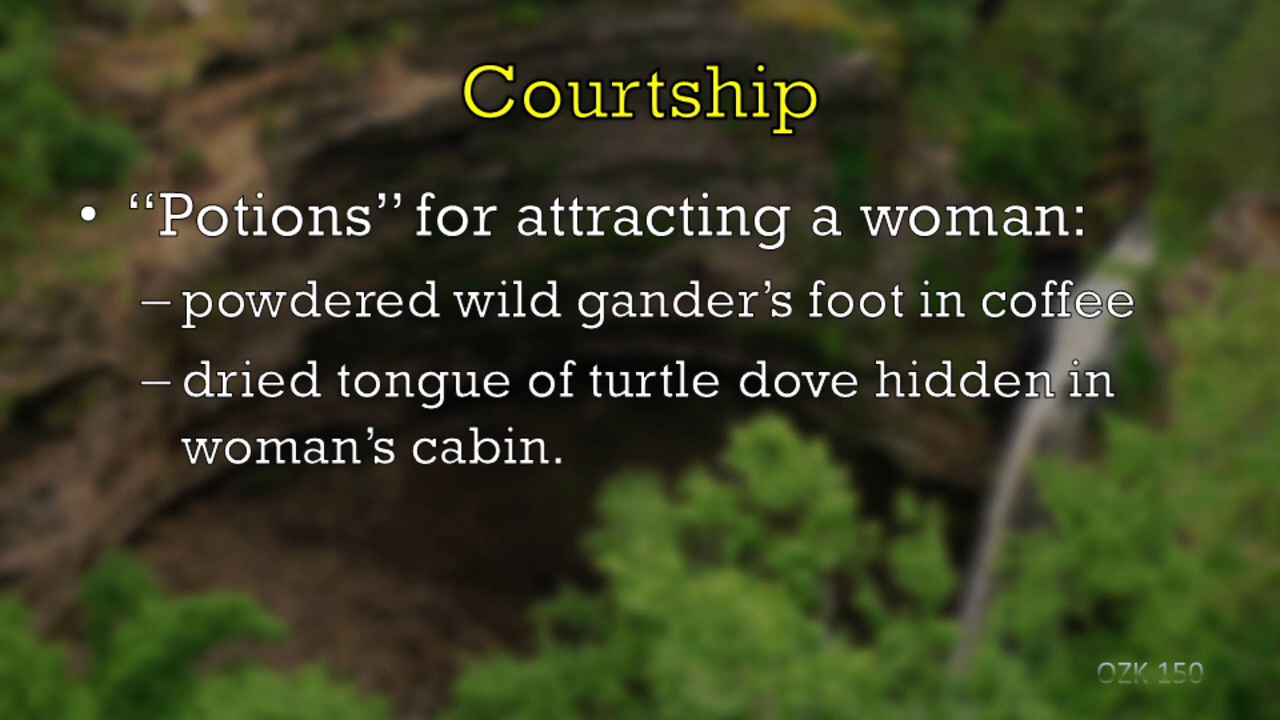 Courtship
• “Potions” for attracting a woman:
– powdered wild gander’s foot in coffee
– dried tongue of turtle dove hidden in
woman’s cabin.
OZK 150